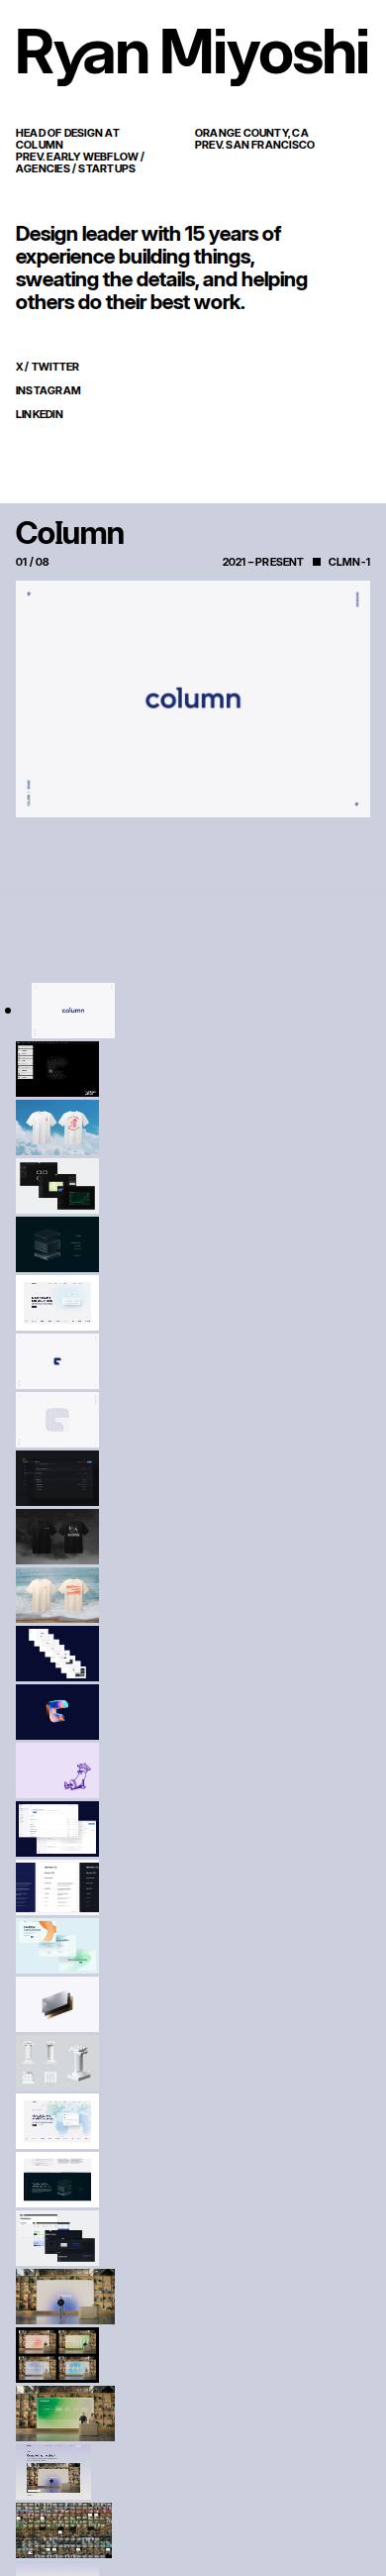 Ryan Miyoshi
HEAD OF DESIGN AT
COLUMN
PREV. EARLY WEBFLOW /
AGENCIES / STARTUPS
ORANGE COUNTY, CA
PREV. SAN FRANCISCO
Design leader with 15 years of
experience building things,
sweating the details, and helping
others do their best work.
X / TWITTER
INSTAGRAM
LINKEDIN
Column
01 / 08
2021 – PRESENT ■ CLMN-1
column
column